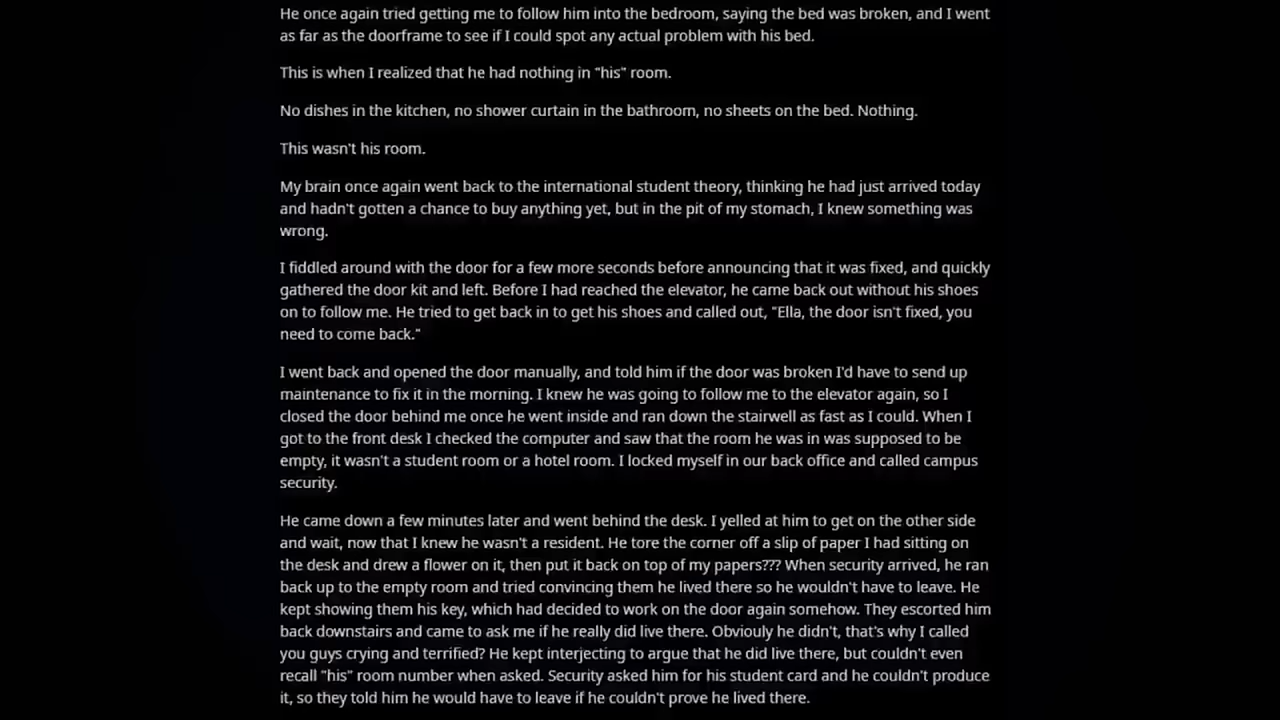 He once again tried getting me to follow him into the bedroom, saying the bed was broken, and I went
as far as the doorframe to see if I could spot any actual problem with his bed.
This is when I realized that he had nothing in "his" room.
No dishes in the kitchen, no shower curtain in the bathroom, no sheets on the bed. Nothing.
This wasn't his room.
My brain once again went back to the international student theory, thinking he had just arrived today
and hadn't gotten a chance to buy anything yet, but in the pit of my stomach, I knew something was
wrong.
I fiddled around with the door for a few more seconds before announcing that it was fixed, and quickly
gathered the door kit and left. Before I had reached the elevator, he came back out without his shoes
on to follow me. He tried to get back in to get his shoes and called out, "Ella, the door isn't fixed, you
need to come back."
I went back and opened the door manually, and told him if the door was broken I'd have to send up
maintenance to fix it in the morning. I knew he was going to follow me to the elevator again, so I
closed the door behind me once he went inside and ran down the stairwell as fast as I could. When I
got to the front desk I checked the computer and saw that the room he was in was supposed to be
empty, it wasn't a student room or a hotel room. I locked myself in our back office and called campus
security.
He came down a few minutes later and went behind the desk. I yelled at him to get on the other side
and wait, now that I knew he wasn't a resident. He tore the corner off a slip of paper I had sitting on
the desk and drew a flower on it, then put it back on top of my papers??? When security arrived, he ran
back up to the empty room and tried convincing them he lived there so he wouldn't have to leave. He
kept showing them his key, which had decided to work on the door again somehow. They escorted him
back downstairs and came to ask me if he really did live there. Obviouly he didn't, that's why I called
you guys crying and terrified? He kept interjecting to argue that he did live there, but couldn't even
recall "his" room number when asked. Security asked him for his student card and he couldn't produce
it, so they told him he would have to leave if he couldn't prove he lived there.